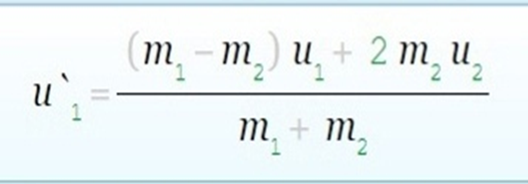 u`₁ = ((m₁ − m₂) u₁ + 2 m₂ u₂) / (m₁ + m₂)